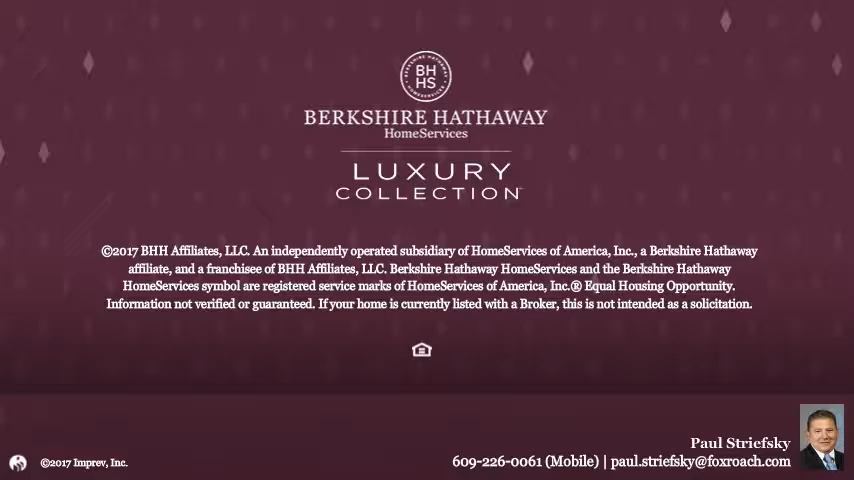 BH
HS
BERKSHIRE HATHAWAY
HomeServices
LUXURY
COLLECTION
©2017 BHH Affiliates, LLC. An independently operated subsidiary of HomeServices of America, Inc., a Berkshire Hathaway
affiliate, and a franchisee of BHH Affiliates, LLC. Berkshire Hathaway HomeServices and the Berkshire Hathaway
HomeServices symbol are registered service marks of HomeServices of America, Inc.® Equal Housing Opportunity.
Information not verified or guaranteed. If your home is currently listed with a Broker, this is not intended as a solicitation.
Paul Striefsky
609-226-0061 (Mobile) | paul.striefsky@foxroach.com
©2017 Imprev, Inc.